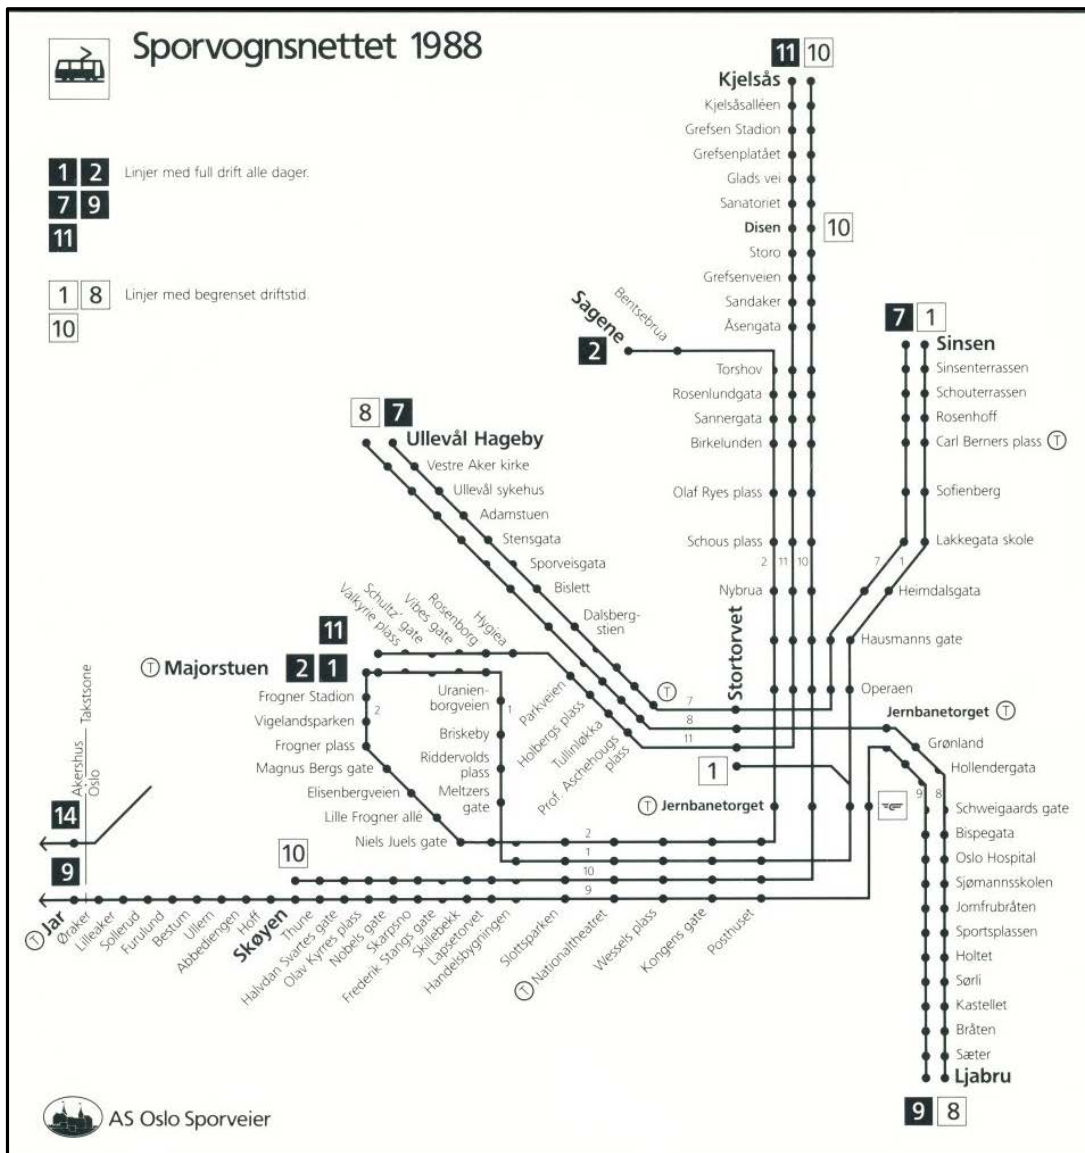 Sporvognsnettet 1988
1 2 Linjer med full drift alle dager.
7 9
11
1 8 Linjer med begrenset driftstid.
10
11 10
Kjelsås
Kjelsåsalléen
Grefsen Stadion
Grefsenplatået
Glads vei
Sanatoriet
Disen 10
Storo
Grefsenveien
Sandaker
Åsengata
Sagene
Bentsebrua
2
Torshov
Rosenlundgata
Sannergata
Birkelunden
Olaf Ryes plass
Schous plass
2 11 10
Nybrua
7 1
Sinsen
Sinsenterrassen
Schouterrassen
Rosenhoff
Carl Berners plass T
Sofienberg
Lakkegata skole
7 1
Heimdalsgata
Hausmanns gate
Operaen
8 7
Ullevål Hageby
Vestre Aker kirke
Ullevål sykehus
Adamstuen
Stensgata
Sporveisgata
Bislett
Dalsberg-
stien
T
7
8
11
Stortorvet
11
Valkyrie plass
Schultz' gate
Vibes gate
Rosenborg
Hygiea
Parkveien
Holbergs plass
Tullinløkka
Prof. Aschehougs
plass
T Majorstuen 2 1
Frogner Stadion
Vigelandsparken
Frogner plass
Magnus Bergs gate
Elisenbergveien
Lille Frogner allé
Niels Juels gate
2
Uranien-
borgveien
1
Briskeby
Riddervolds
plass
Meltzers
gate
1
T Jernbanetorget
Jernbanetorget T
Grønland
Hollendergata
9 8
Schweigaards gate
Bispegata
Oslo Hospital
Sjømannsskolen
Jomfrubråten
Sportsplassen
Holtet
Sørli
Kastellet
Bråten
Sæter
Ljabru
9 8
Akershus Takstsone
Oslo
14
9
10
2
1
10
9
T Jar
Øraker
Lilleaker
Sollerud
Furulund
Bestum
Ullern
Abbediengen
Hoff
Skøyen
Thune
Halvdan Svartes gate
Olav Kyrres plass
Nobels gate
Skarpsno
Frederik Stangs gate
Skillebekk
Lapsetorvet
Handelsbygningen
Slottsparken
T Nationaltheatret
Wessels plass
Kongens gate
Posthuset
AS Oslo Sporveier